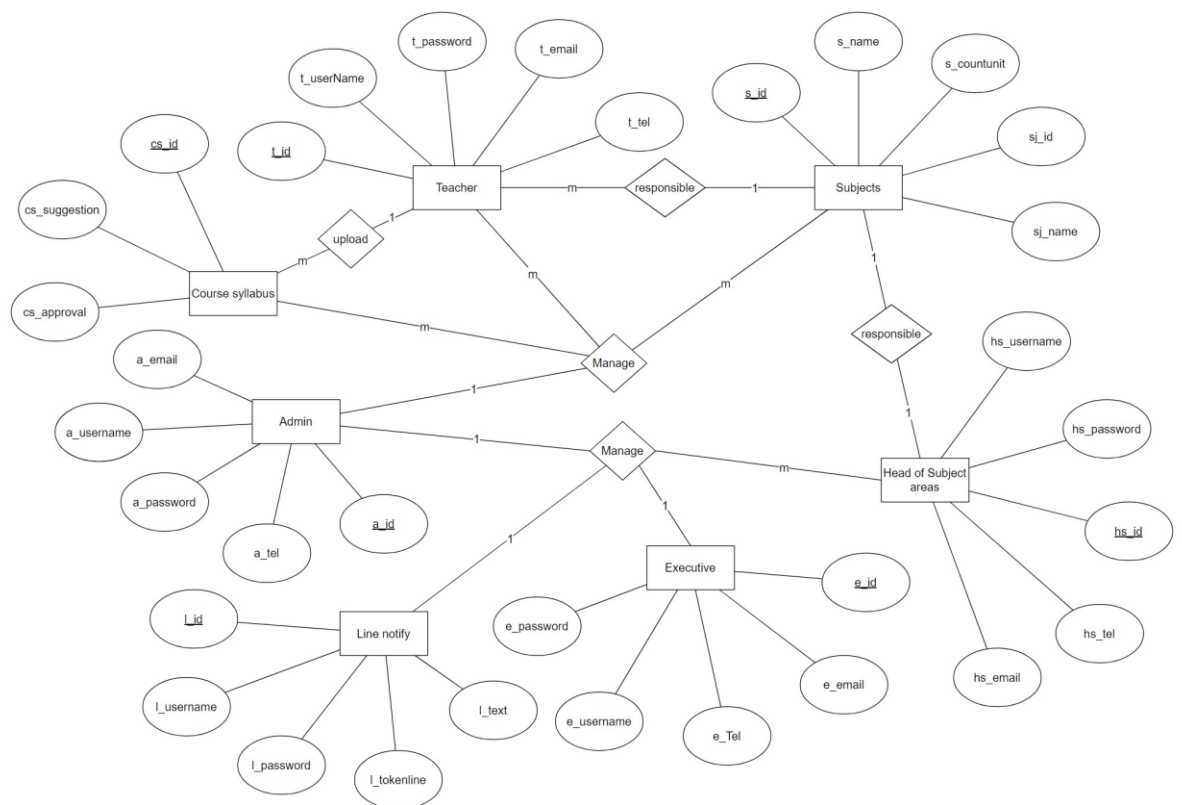 t_password
t_email
s_name
s_countunit
t_userName
s_id
t_tel
cs_id
t_id
sj_id
Teacher
m
responsible
1
Subjects
cs_suggestion
1
upload
m
sj_name
1
m
m
Course syllabus
cs_approval
m
responsible
hs_username
a_email
Manage
1
1
Admin
a_username
1
Manage
hs_password
m
Head of Subject
areas
a_password
a_id
1
hs_id
1
a_tel
Executive
e_id
l_id
e_password
Line notify
hs_tel
l_username
l_text
e_username
e_email
hs_email
e_Tel
l_password
l_tokenline